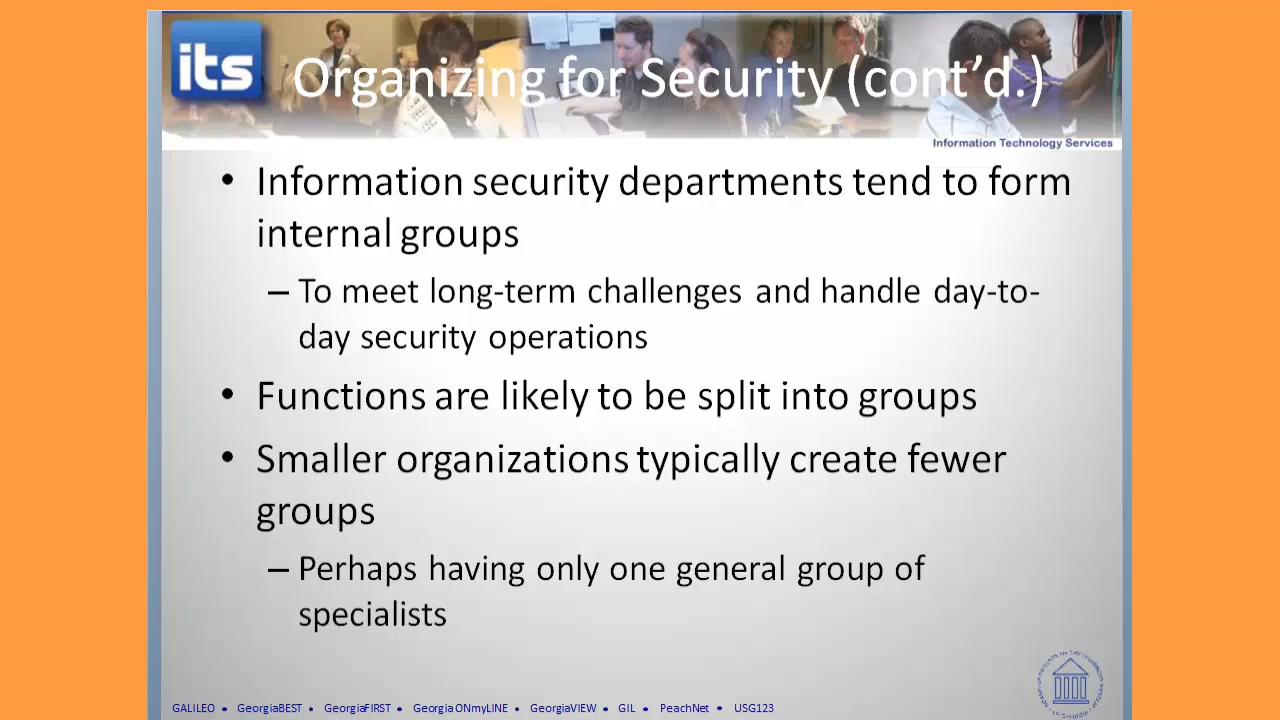 its
Organizing for Security (cont’d.)
Information Technology Services
• Information security departments tend to form
internal groups
– To meet long-term challenges and handle day-to-
day security operations
• Functions are likely to be split into groups
• Smaller organizations typically create fewer
groups
– Perhaps having only one general group of
specialists
GALILEO • GeorgiaBEST • GeorgiaFIRST • Georgia ONmyLINE • GeorgiaVIEW • GIL • PeachNet • USG123